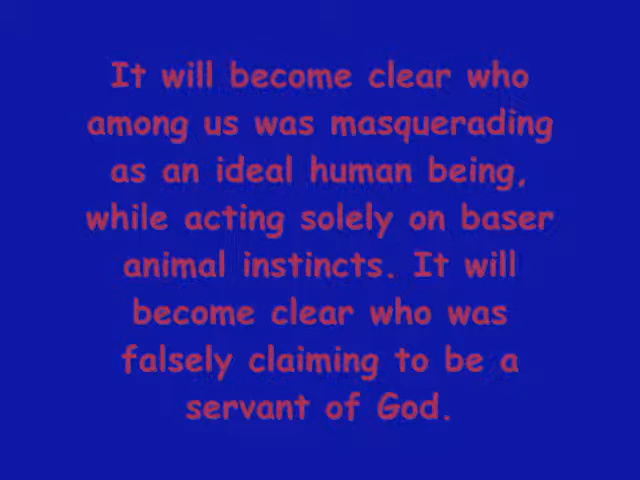 It will become clear who
among us was masquerading
as an ideal human being,
while acting solely on baser
animal instincts. It will
become clear who was
falsely claiming to be a
servant of God.